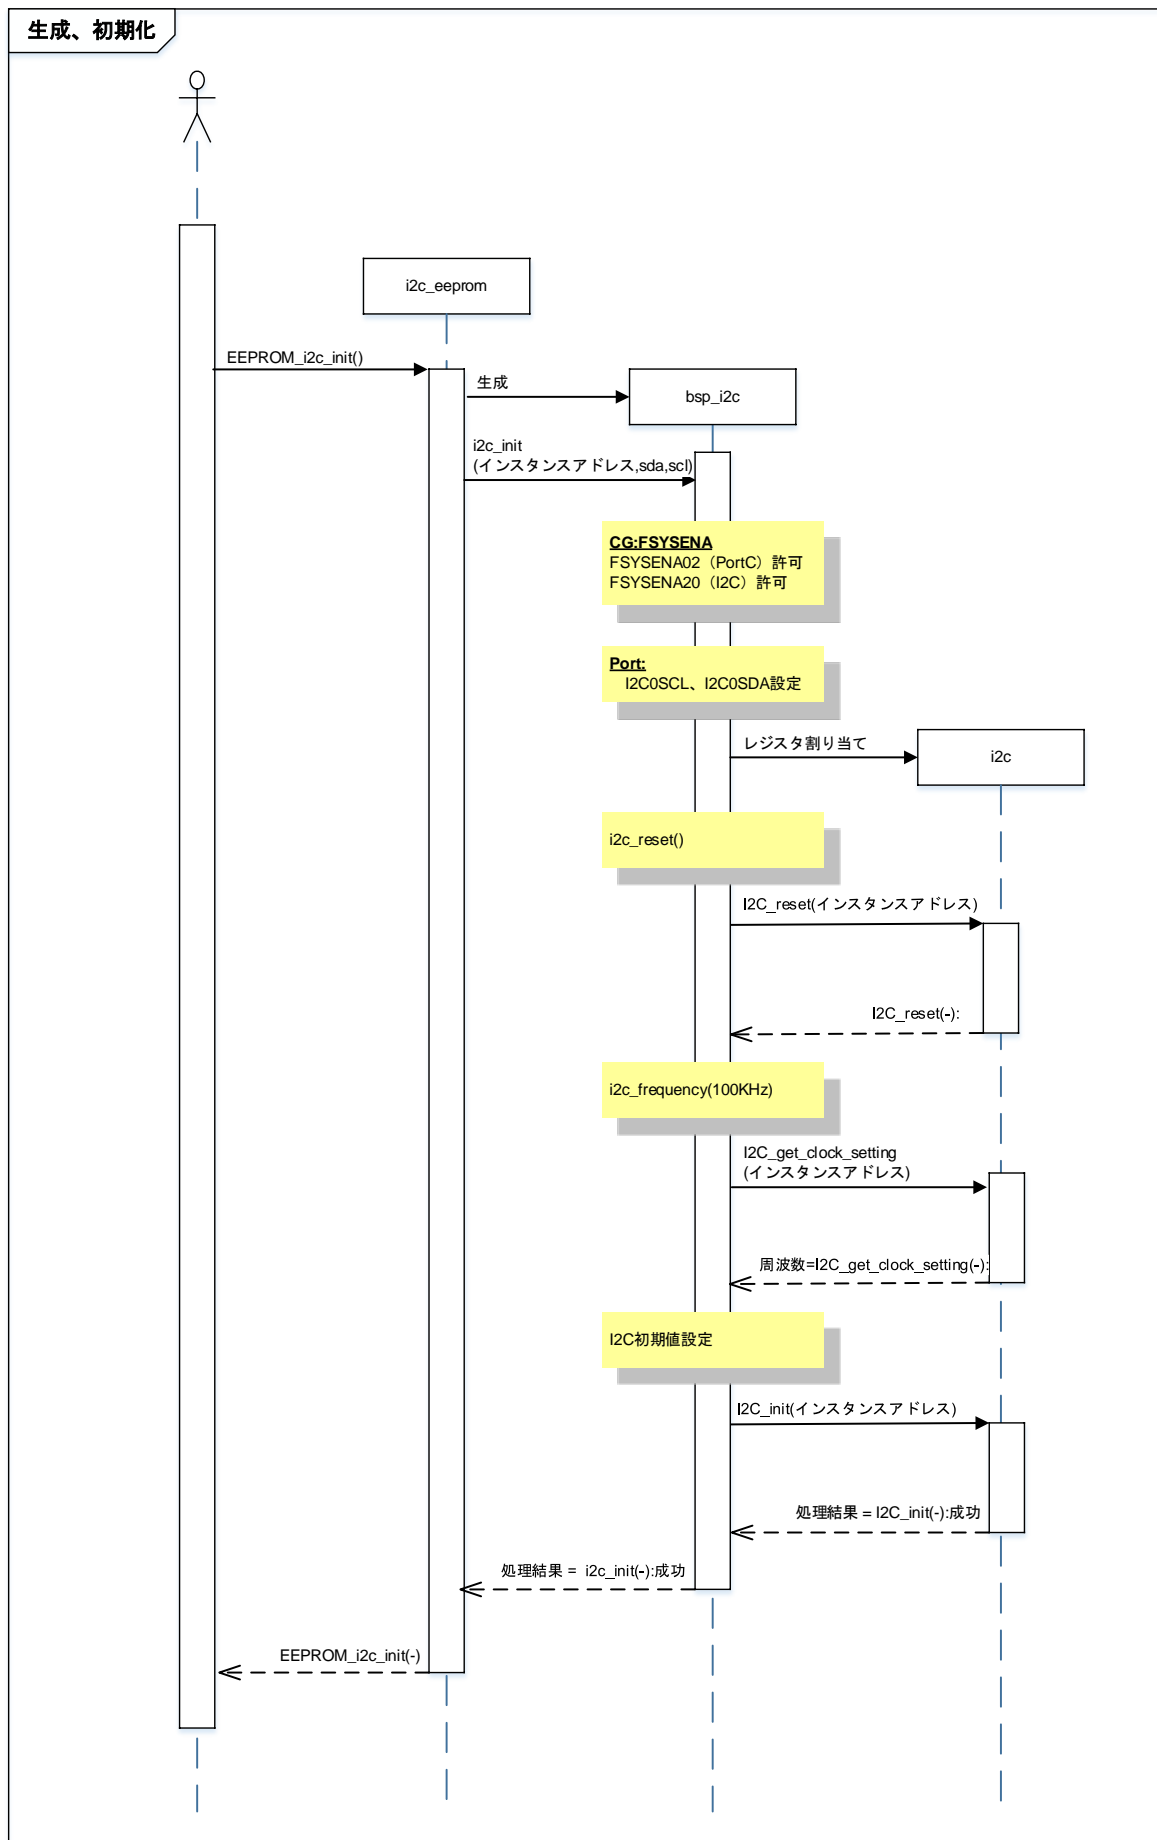 生成、初期化
i2c_eeprom
EEPROM_i2c_init()
生成
bsp_i2c
i2c_init
(インスタンスアドレス,sda,scl)
CG:FSYSENA
FSYSENA02（PortC）許可
FSYSENA20（I2C）許可
Port:
I2C0SCL、I2C0SDA設定
レジスタ割り当て
i2c
i2c_reset()
I2C_reset(インスタンスアドレス)
I2C_reset(-):
i2c_frequency(100KHz)
I2C_get_clock_setting
(インスタンスアドレス)
周波数=I2C_get_clock_setting(-):
I2C初期値設定
I2C_init(インスタンスアドレス)
処理結果 = I2C_init(-):成功
処理結果 = i2c_init(-):成功
EEPROM_i2c_init(-)